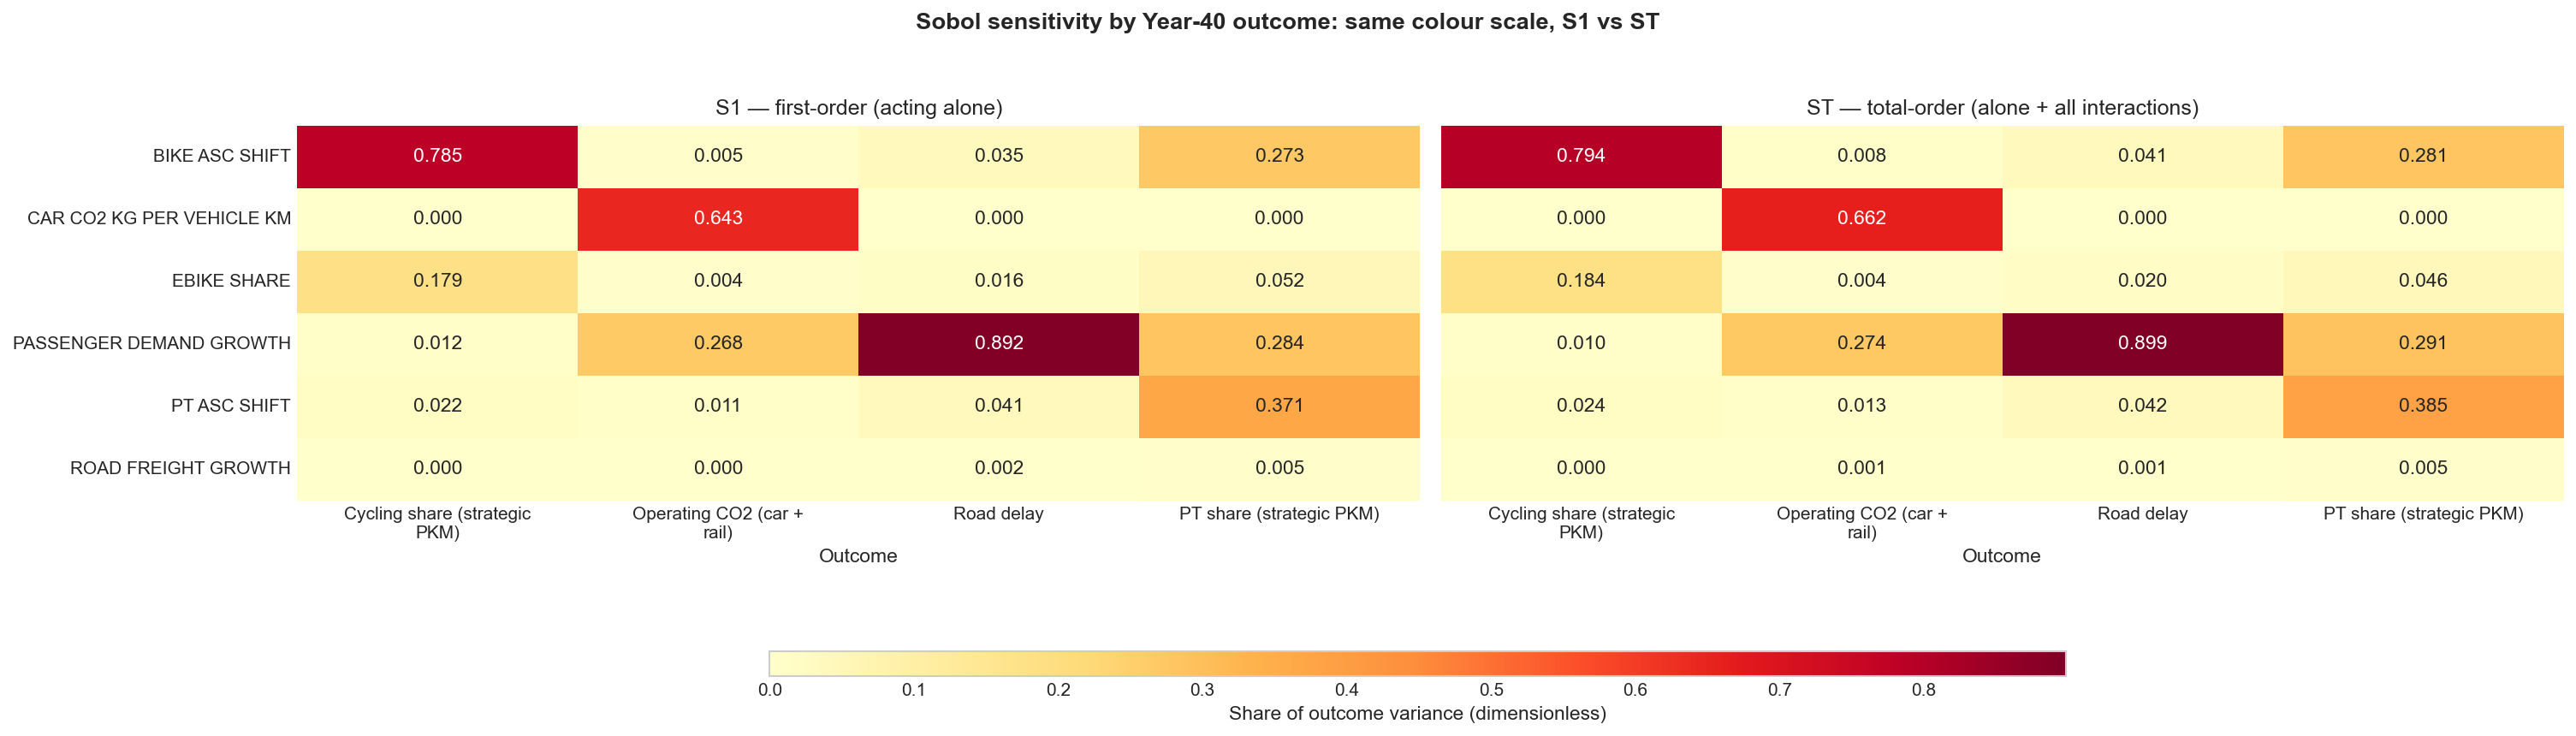 Sobol sensitivity by Year-40 outcome: same colour scale, S1 vs ST
S1 — first-order (acting alone)
BIKE ASC SHIFT 0.785 0.005 0.035 0.273
CAR CO2 KG PER VEHICLE KM 0.000 0.643 0.000 0.000
EBIKE SHARE 0.179 0.004 0.016 0.052
PASSENGER DEMAND GROWTH 0.012 0.268 0.892 0.284
PT ASC SHIFT 0.022 0.011 0.041 0.371
ROAD FREIGHT GROWTH 0.000 0.000 0.002 0.005
Cycling share (strategic
PKM)
Operating CO2 (car +
rail)
Road delay
PT share (strategic PKM)
Outcome
ST — total-order (alone + all interactions)
0.794 0.008 0.041 0.281
0.000 0.662 0.000 0.000
0.184 0.004 0.020 0.046
0.010 0.274 0.899 0.291
0.024 0.013 0.042 0.385
0.000 0.001 0.001 0.005
Cycling share (strategic
PKM)
Operating CO2 (car +
rail)
Road delay
PT share (strategic PKM)
Outcome
0.0 0.1 0.2 0.3 0.4 0.5 0.6 0.7 0.8
Share of outcome variance (dimensionless)